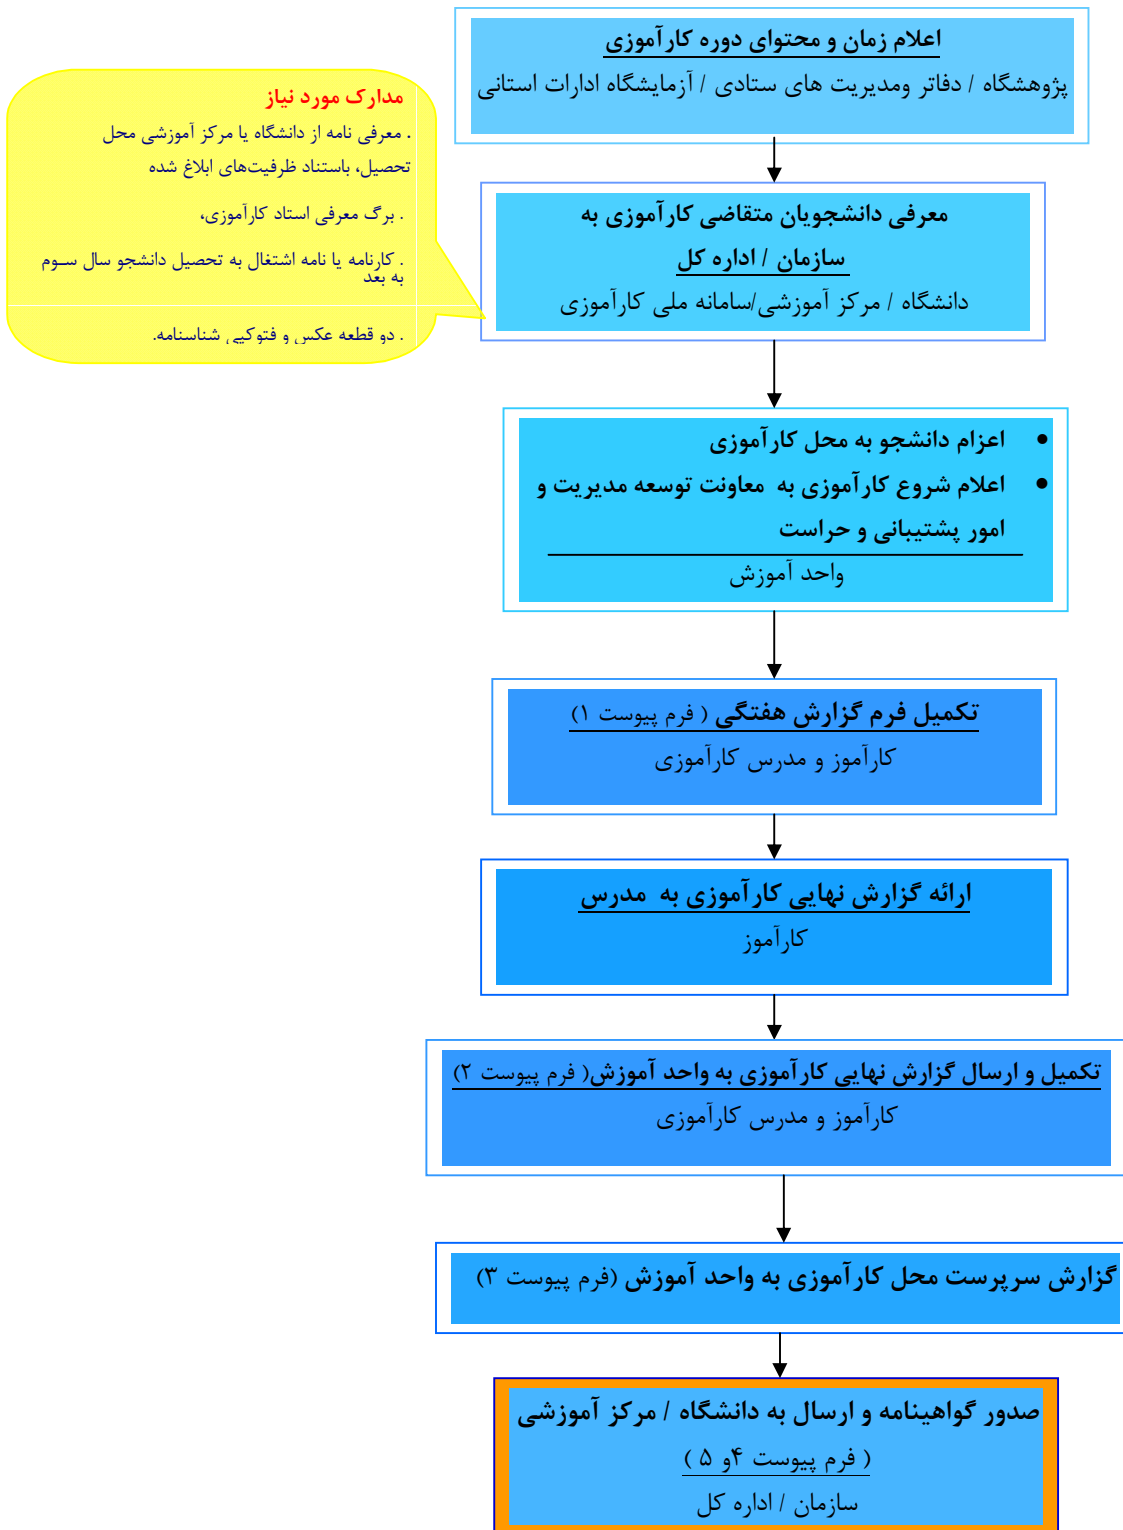 اعلام زمان و محتوای دوره کارآموزی
پژوهشگاه / دفاتر ومدیریت های ستادی / آزمایشگاه ادارات استانی
مدارک مورد نیاز
. معرفی نامه از دانشگاه یا مرکز آموزشی محل
تحصیل، باستناد ظرفیت‌های ابلاغ شده
. برگ معرفی استاد کارآموزی،
. کارنامه یا نامه اشتغال به تحصیل دانشجو سال سـوم
به بعد
. دو قطعه عکس و فتوکپی شناسنامه.
معرفی دانشجویان متقاضی کارآموزی به
سازمان / اداره کل
دانشگاه / مرکز آموزشی/سامانه ملی کارآموزی
• اعزام دانشجو به محل کارآموزی
• اعلام شروع کارآموزی به معاونت توسعه مدیریت و
امور پشتیبانی و حراست
واحد آموزش
تکمیل فرم گزارش هفتگی ( فرم پیوست ۱)
کارآموز و مدرس کارآموزی
ارائه گزارش نهایی کارآموزی به مدرس
کارآموز
تکمیل و ارسال گزارش نهایی کارآموزی به واحد آموزش( فرم پیوست ۲)
کارآموز و مدرس کارآموزی
گزارش سرپرست محل کارآموزی به واحد آموزش (فرم پیوست ۳)
صدور گواهینامه و ارسال به دانشگاه / مرکز آموزشی
( فرم پیوست ۴و ۵ )
سازمان / اداره کل